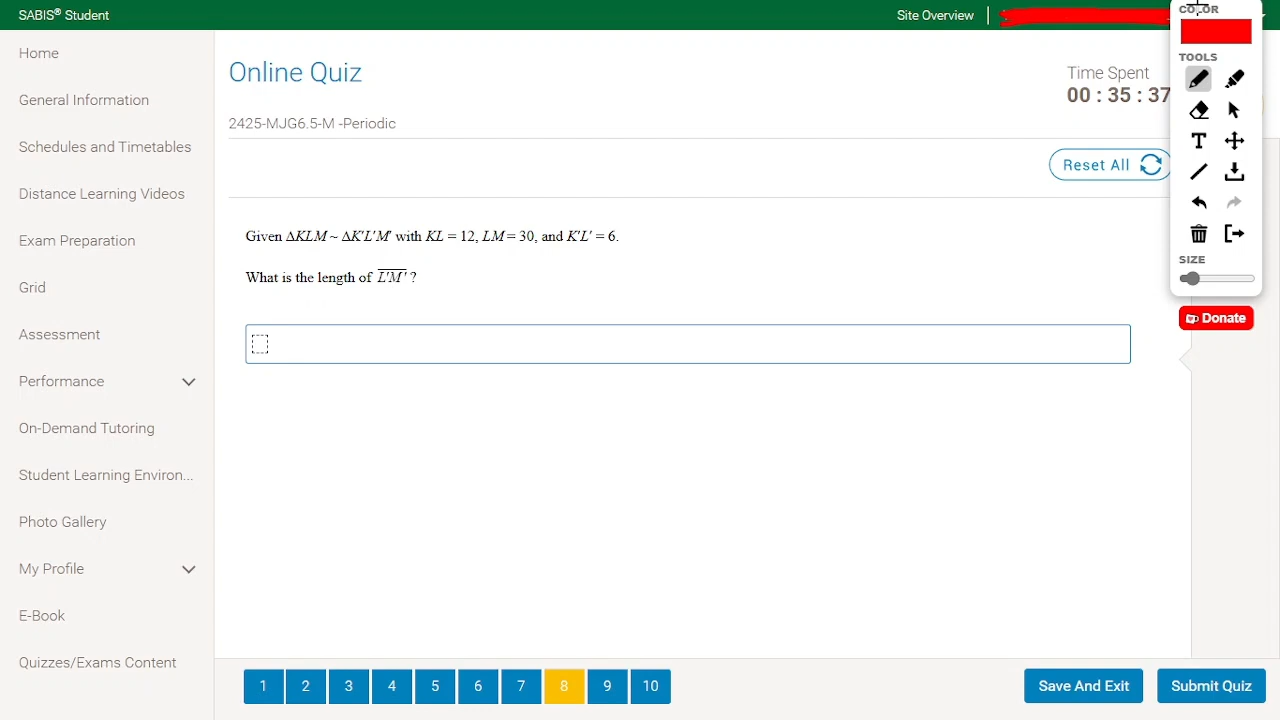 SABIS® Student
Site Overview
COLOR
Home
General Information
Schedules and Timetables
Distance Learning Videos
Exam Preparation
Grid
Assessment
Performance
On-Demand Tutoring
Student Learning Environ...
Photo Gallery
My Profile
E-Book
Quizzes/Exams Content
Online Quiz
Time Spent
00 : 35 : 37
2425-MJG6.5-M -Periodic
Reset All
Given ΔKLM ~ ΔK'L'M' with KL = 12, LM = 30, and K'L' = 6.
What is the length of L'M' ?
TOOLS
T
SIZE
Donate
1 2 3 4 5 6 7 8 9 10
Save And Exit
Submit Quiz